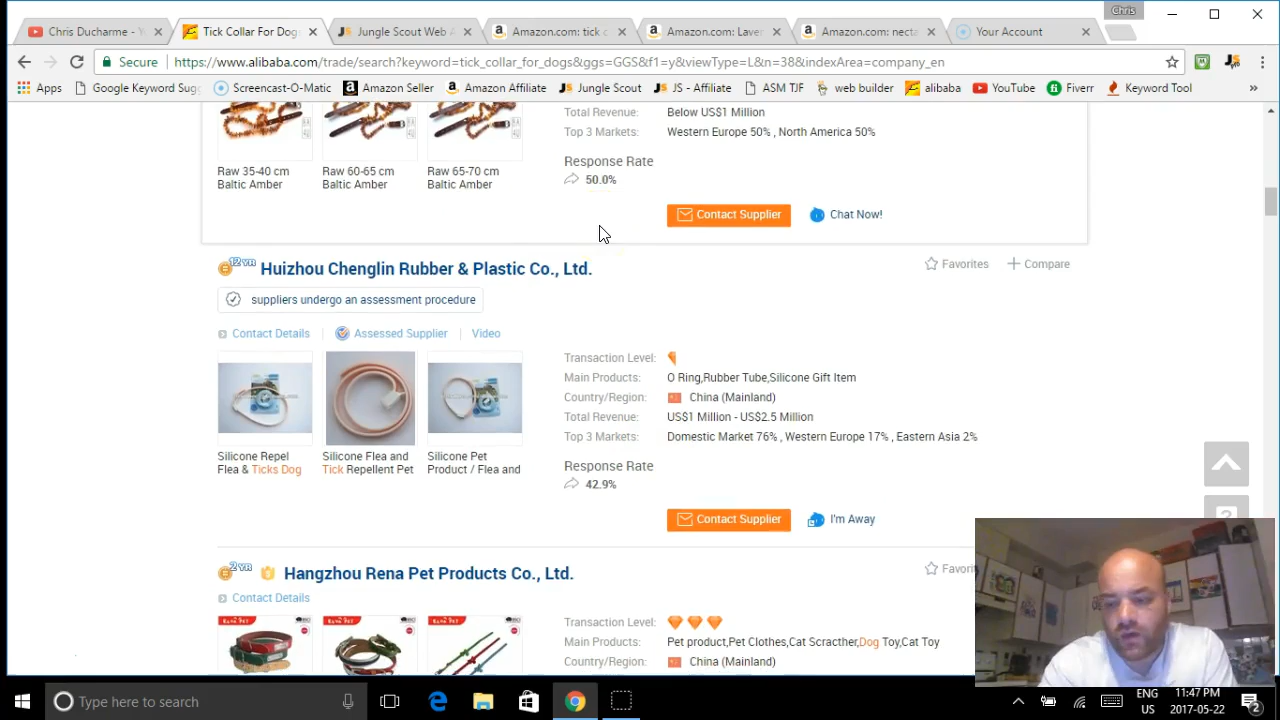 Chris
Chris Ducharme - Y
Tick Collar For Dog
Jungle Scout Web A
Amazon.com: tick c
Amazon.com: Laver
Amazon.com: necta
Your Account
Secure https://www.alibaba.com/trade/search?keyword=tick_collar_for_dogs&ggs=GGS&f1=y&viewType=L&n=38&indexArea=company_en
Apps Google Keyword Sugg Screencast-O-Matic Amazon Seller Amazon Affiliate Jungle Scout JS - Affiliate ASM TJF web builder alibaba YouTube Fiverr Keyword Tool »
Total Revenue: Below US$1 Million
Top 3 Markets: Western Europe 50% , North America 50%
Response Rate
50.0%
Raw 35-40 cm
Baltic Amber
Raw 60-65 cm
Baltic Amber
Raw 65-70 cm
Baltic Amber
Contact Supplier Chat Now!
12YR Huizhou Chenglin Rubber & Plastic Co., Ltd.
Favorites Compare
suppliers undergo an assessment procedure
Contact Details Assessed Supplier Video
Transaction Level:
Main Products: O Ring,Rubber Tube,Silicone Gift Item
Country/Region: China (Mainland)
Total Revenue: US$1 Million - US$2.5 Million
Top 3 Markets: Domestic Market 76% , Western Europe 17% , Eastern Asia 2%
Response Rate
42.9%
Silicone Repel
Flea & Ticks Dog
Silicone Flea and
Tick Repellent Pet
Silicone Pet
Product / Flea and
Contact Supplier I'm Away
2YR Hangzhou Rena Pet Products Co., Ltd.
Favorit
Contact Details
Transaction Level:
Main Products: Pet product,Pet Clothes,Cat Scracther,Dog Toy,Cat Toy
Country/Region: China (Mainland)
Type here to search
ENG
US
11:47 PM
2017-05-22
2